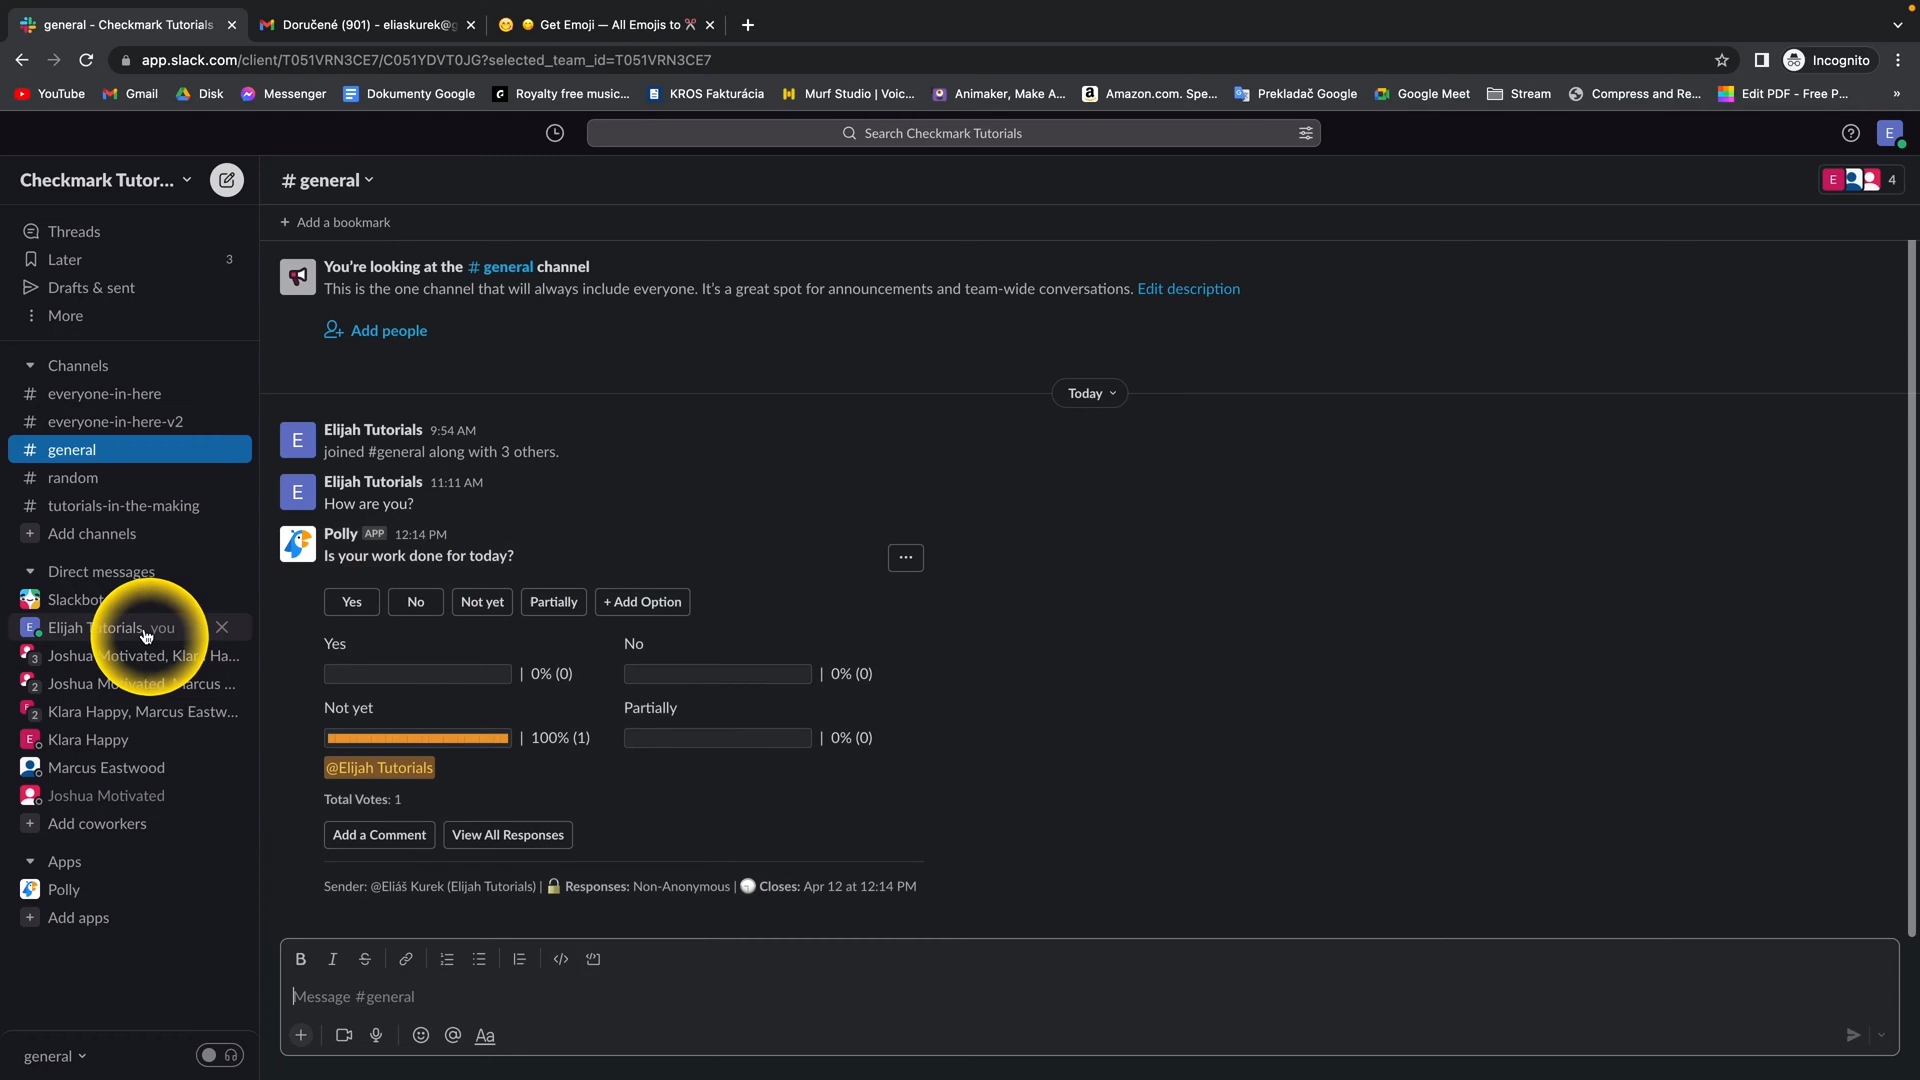 general - Checkmark Tutorials
Doručené (901) - eliaskurek@g
Get Emoji — All Emojis to
app.slack.com/client/T051VRN3CE7/C051YDVT0JG?selected_team_id=T051VRN3CE7
Incognito
YouTube
Gmail
Disk
Messenger
Dokumenty Google
Royalty free music...
KROS Fakturácia
Murf Studio | Voic...
Animaker, Make A...
Amazon.com. Spe...
Prekladač Google
Google Meet
Stream
Compress and Re...
Edit PDF - Free P...
»
Search Checkmark Tutorials
E
Checkmark Tutor...
# general
E
4
Threads
Later 3
Drafts & sent
More
+ Add a bookmark
You're looking at the # general channel
This is the one channel that will always include everyone. It's a great spot for announcements and team-wide conversations. Edit description
Add people
Channels
# everyone-in-here
# everyone-in-here-v2
# general
# random
# tutorials-in-the-making
+ Add channels
Today
E
Elijah Tutorials 9:54 AM
joined #general along with 3 others.
E
Elijah Tutorials 11:11 AM
How are you?
Polly APP 12:14 PM
Is your work done for today?
Yes
No
Not yet
Partially
+ Add Option
Yes
No
| 0% (0)
| 0% (0)
Not yet
Partially
| 100% (1)
| 0% (0)
@Elijah Tutorials
Total Votes: 1
Add a Comment
View All Responses
Sender: @Eliáš Kurek (Elijah Tutorials) | Responses: Non-Anonymous | Closes: Apr 12 at 12:14 PM
Direct messages
Slackbot
E Elijah Tutorials, you
3 Joshua Motivated, Klara Ha...
2 Joshua Motivated, Marcus ...
2 Klara Happy, Marcus Eastw...
E Klara Happy
Marcus Eastwood
Joshua Motivated
+ Add coworkers
Apps
Polly
+ Add apps
B I S
Message #general
Aa
general